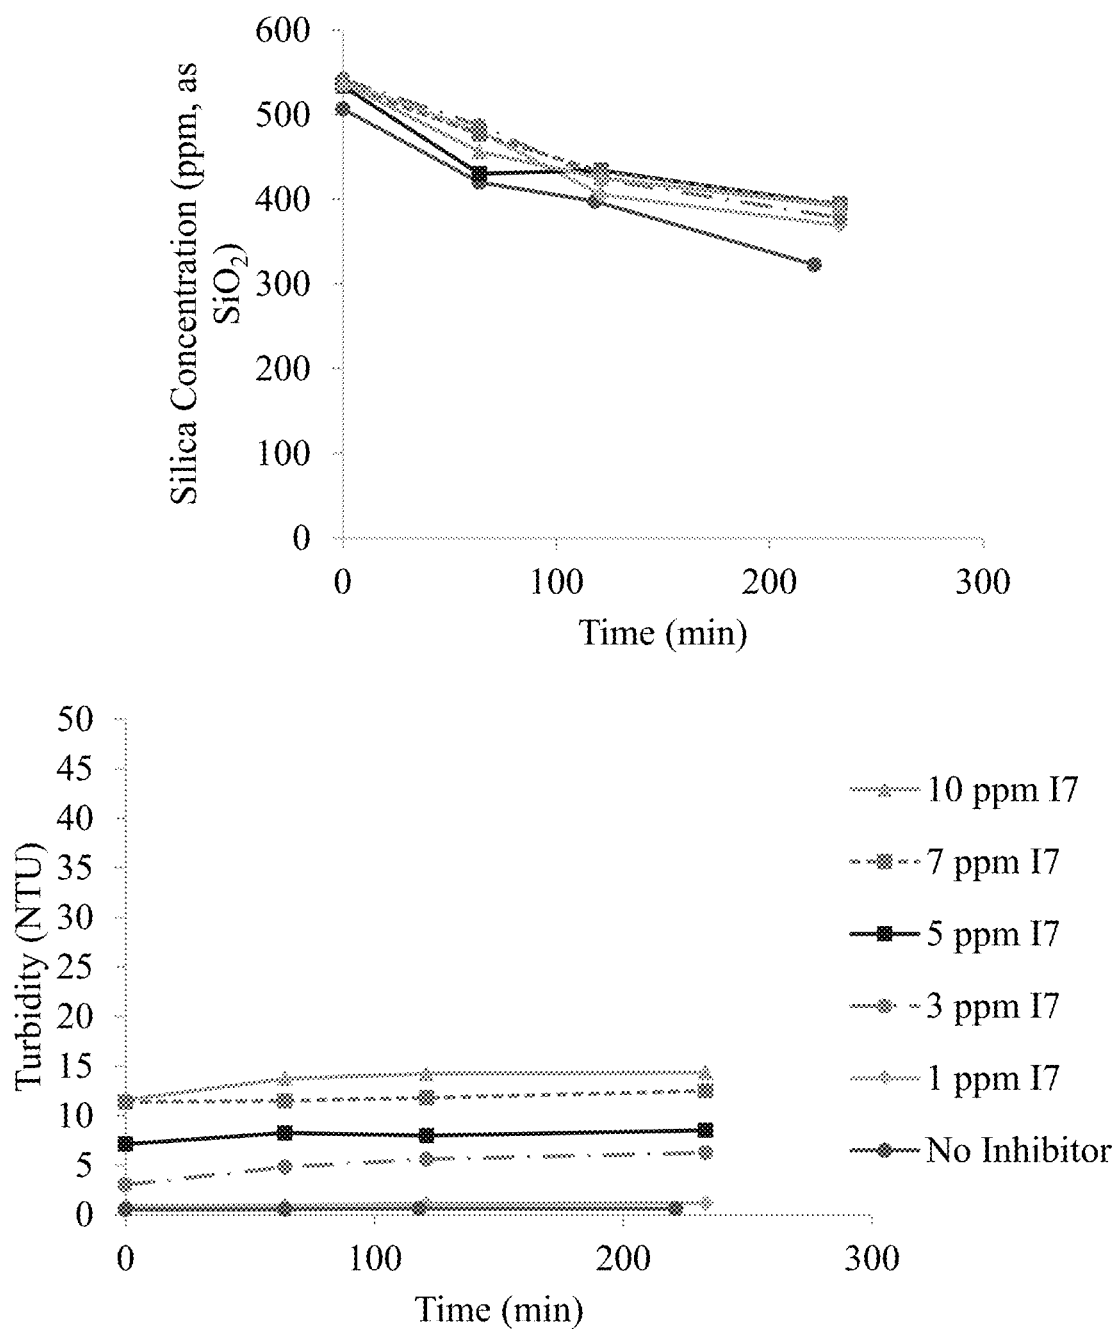 600
500
400
300
200
100
0
Silica Concentration (ppm, as
SiO₂)
0 100 200 300
Time (min)
50
45
40
35
30
25
20
15
10
5
0
Turbidity (NTU)
0 100 200 300
Time (min)
10 ppm I7
7 ppm I7
5 ppm I7
3 ppm I7
1 ppm I7
No Inhibitor